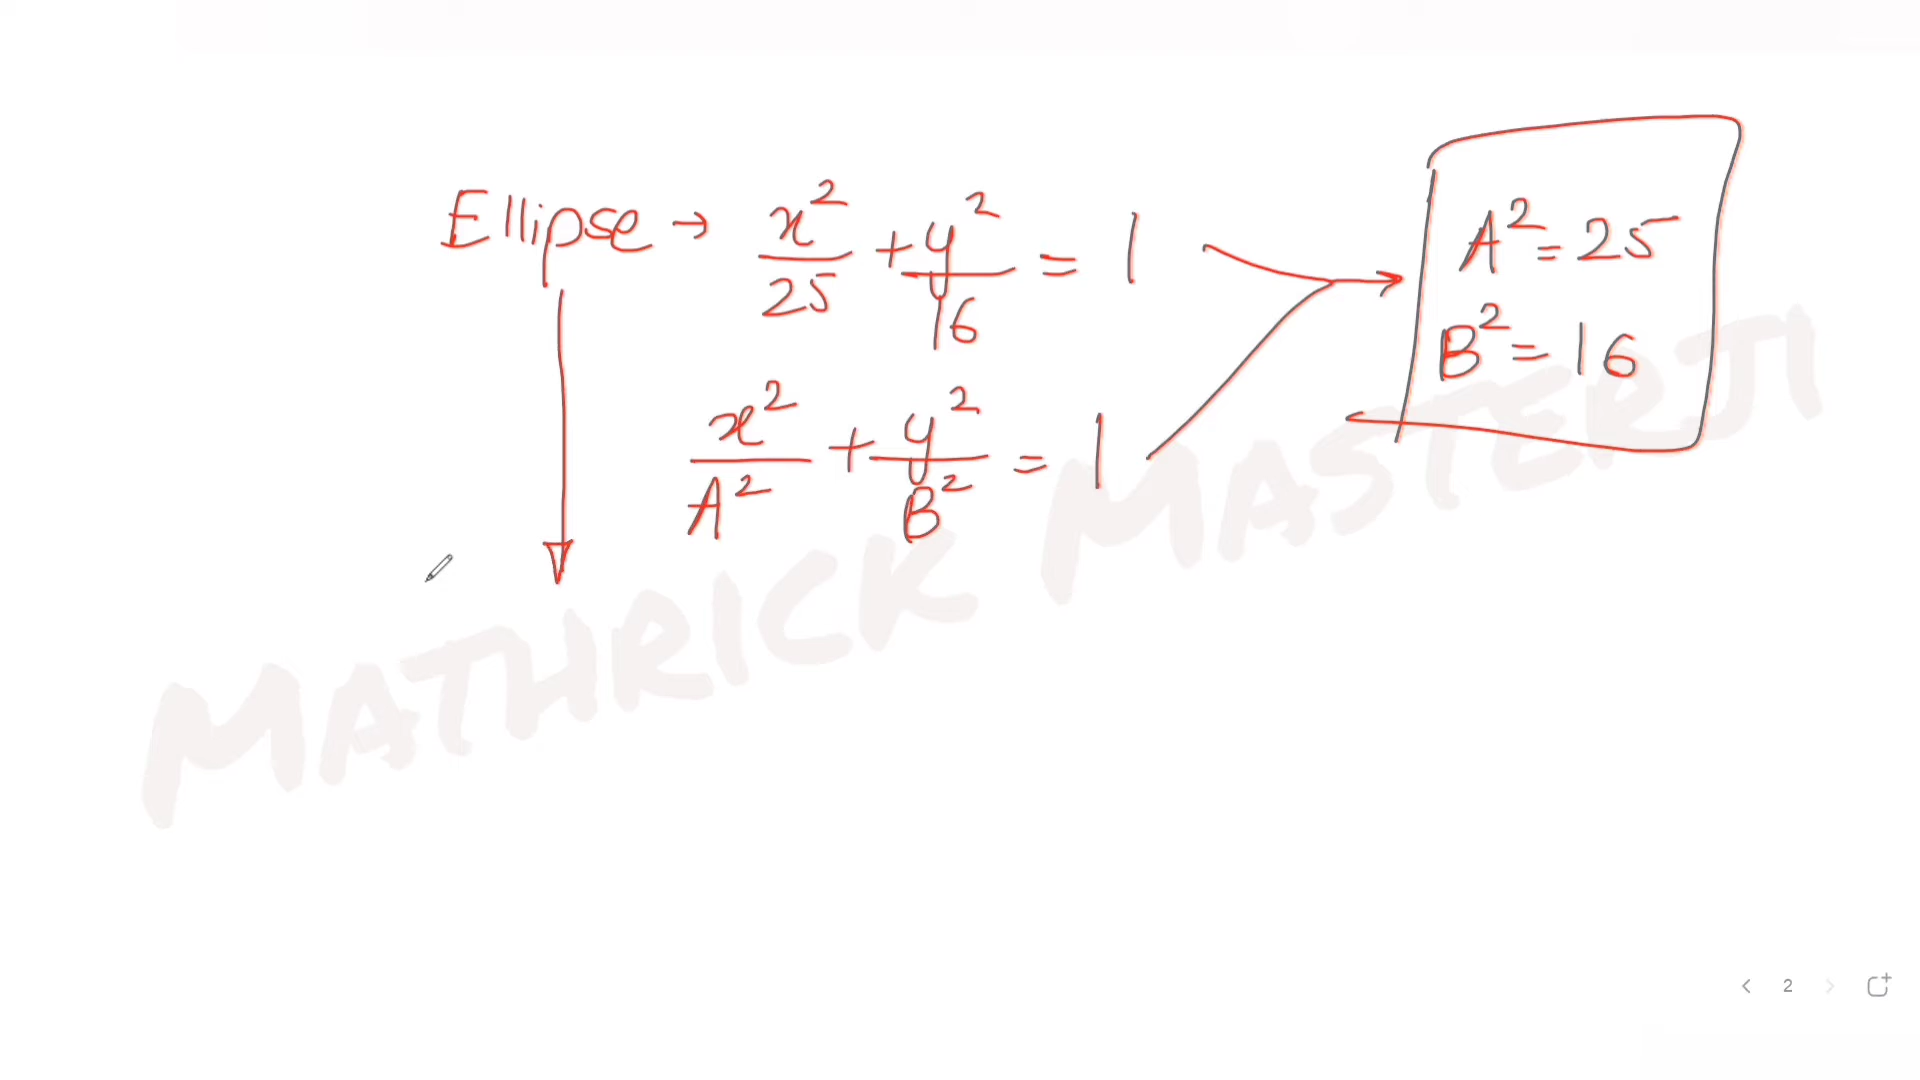 Ellipse → x²/25 + y²/16 = 1
x²/A² + y²/B² = 1
A² = 25
B² = 16
MATHRICK MASTERJI
2